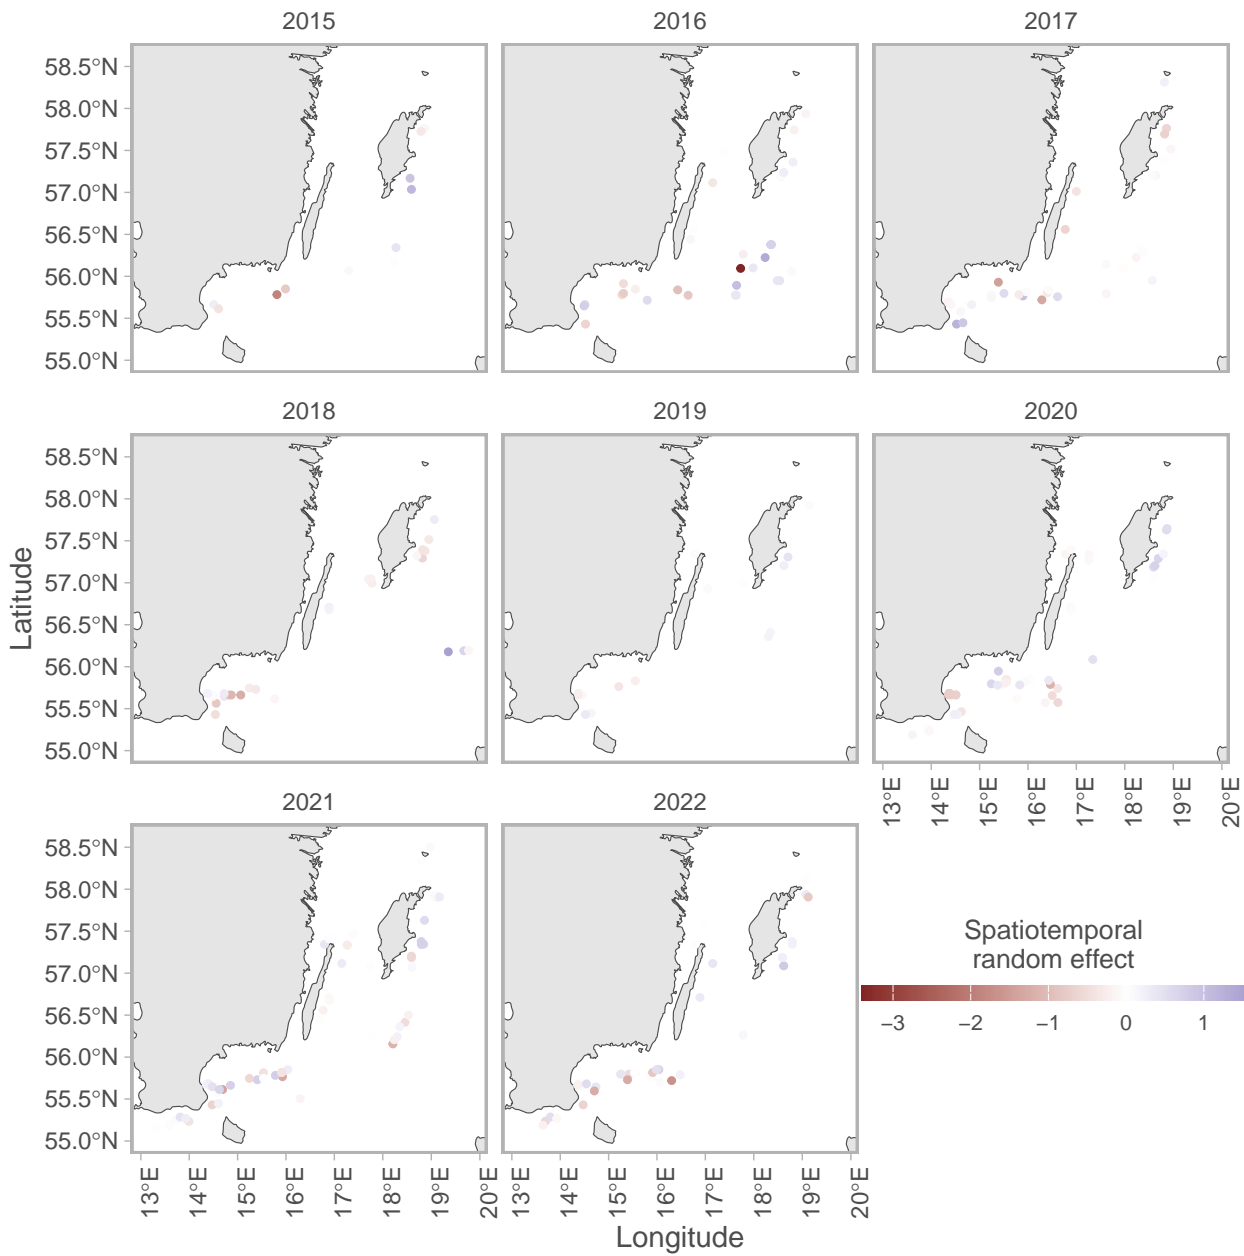 2015
2016
2017
58.5°N
58.0°N
57.5°N
57.0°N
56.5°N
56.0°N
55.5°N
55.0°N
2018
2019
2020
58.5°N
58.0°N
57.5°N
57.0°N
56.5°N
56.0°N
55.5°N
55.0°N
Latitude
13°E
14°E
15°E
16°E
17°E
18°E
19°E
20°E
2021
2022
58.5°N
58.0°N
57.5°N
57.0°N
56.5°N
56.0°N
55.5°N
55.0°N
Spatiotemporal
random effect
−3 −2 −1 0 1
13°E
14°E
15°E
16°E
17°E
18°E
19°E
20°E
13°E
14°E
15°E
16°E
17°E
18°E
19°E
20°E
Longitude